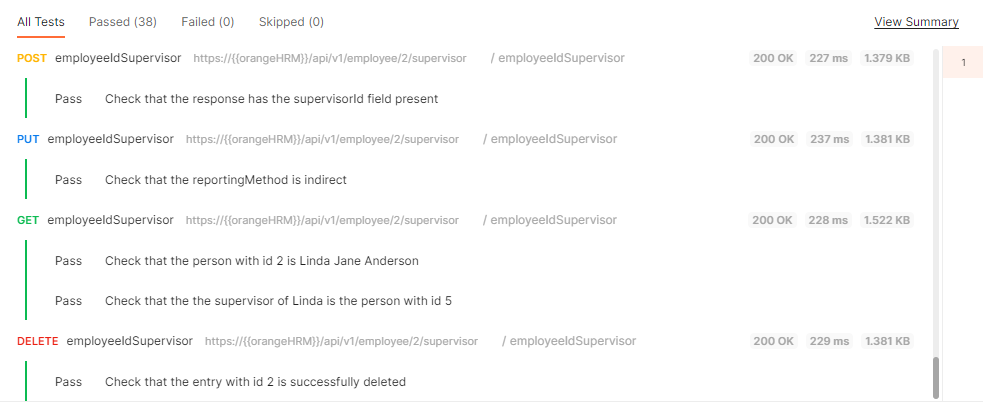 All Tests Passed (38) Failed (0) Skipped (0) View Summary
POST employeeIdSupervisor https://{{orangeHRM}}/api/v1/employee/2/supervisor / employeeIdSupervisor 200 OK 227 ms 1.379 KB 1
Pass Check that the response has the supervisorId field present
PUT employeeIdSupervisor https://{{orangeHRM}}/api/v1/employee/2/supervisor / employeeIdSupervisor 200 OK 237 ms 1.381 KB
Pass Check that the reportingMethod is indirect
GET employeeIdSupervisor https://{{orangeHRM}}/api/v1/employee/2/supervisor / employeeIdSupervisor 200 OK 228 ms 1.522 KB
Pass Check that the person with id 2 is Linda Jane Anderson
Pass Check that the the supervisor of Linda is the person with id 5
DELETE employeeIdSupervisor https://{{orangeHRM}}/api/v1/employee/2/supervisor / employeeIdSupervisor 200 OK 229 ms 1.381 KB
Pass Check that the entry with id 2 is successfully deleted